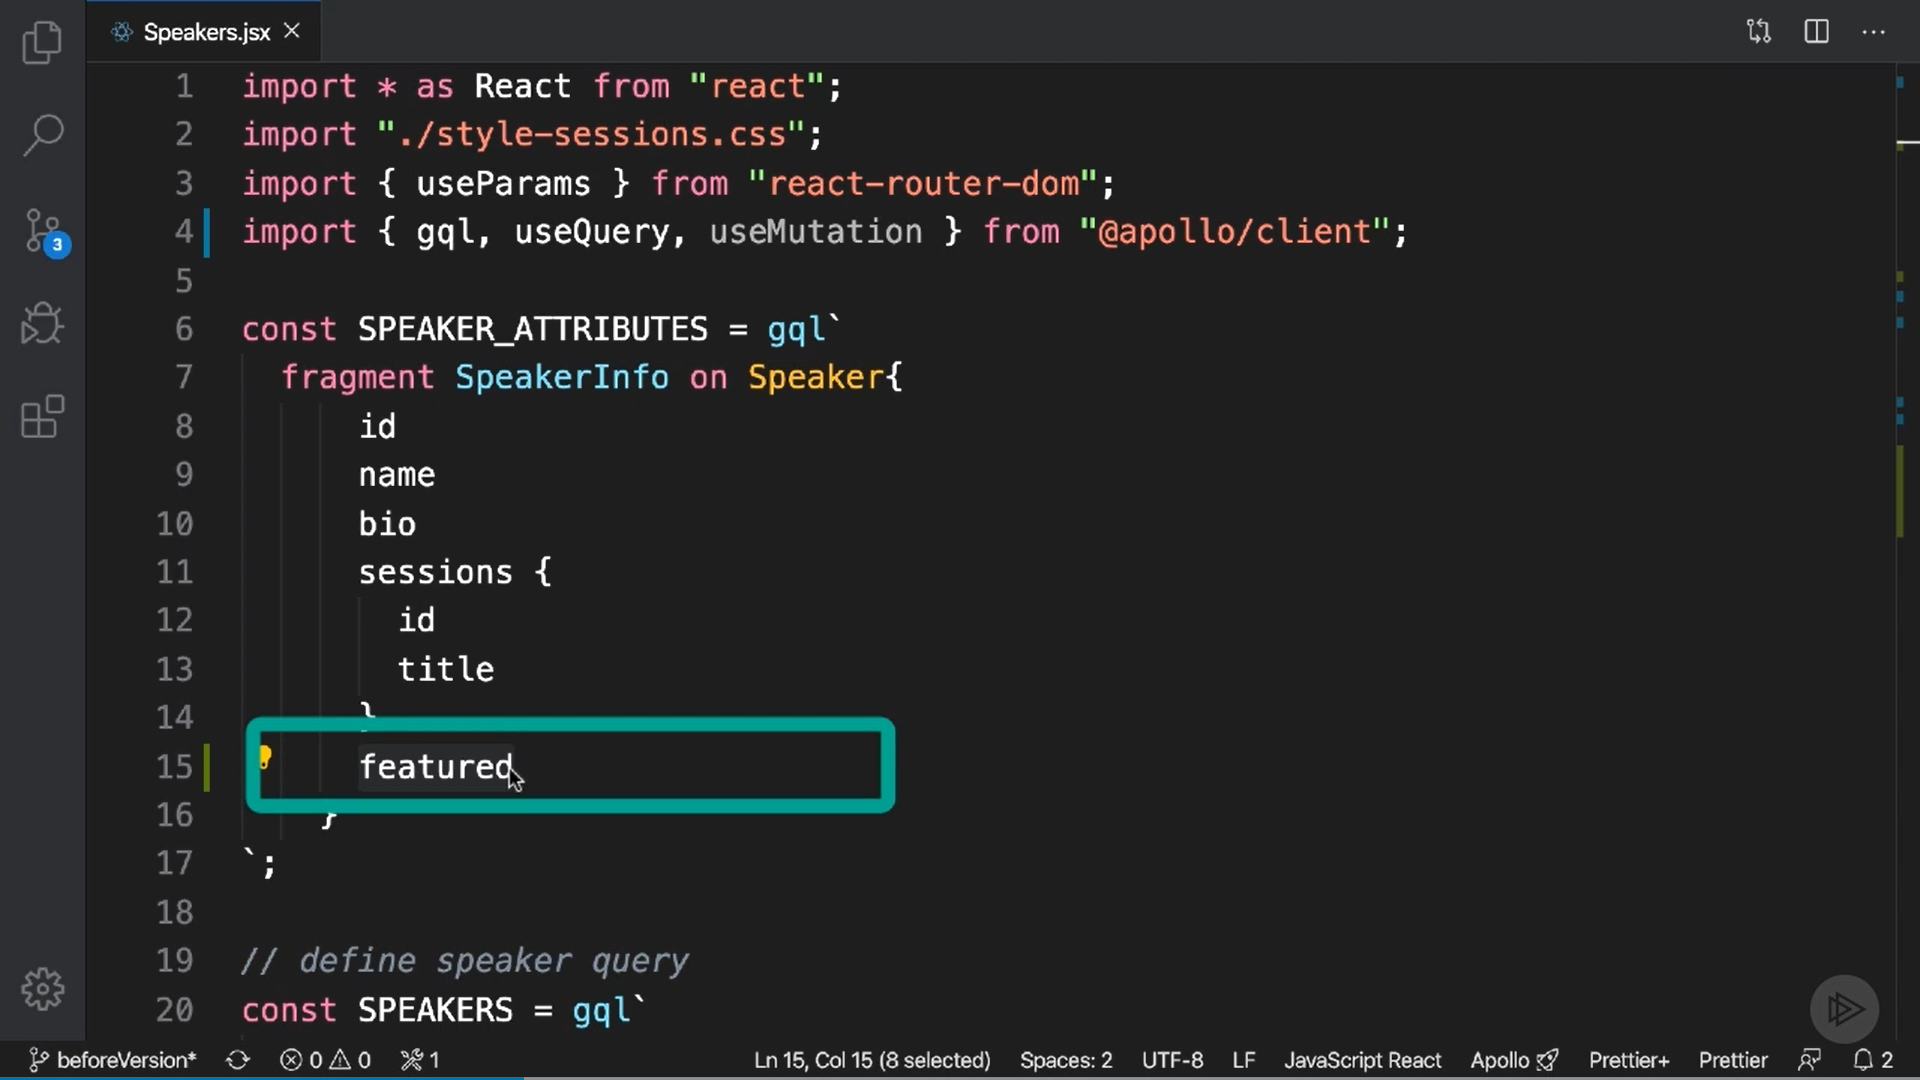 Speakers.jsx
1 import * as React from "react";
2 import "./style-sessions.css";
3 import { useParams } from "react-router-dom";
4 import { gql, useQuery, useMutation } from "@apollo/client";
5
6 const SPEAKER_ATTRIBUTES = gql`
7 fragment SpeakerInfo on Speaker{
8 id
9 name
10 bio
11 sessions {
12 id
13 title
14 }
15 featured
16 }
17 `;
18
19 // define speaker query
20 const SPEAKERS = gql`
3
beforeVersion* 0 0 1 Ln 15, Col 15 (8 selected) Spaces: 2 UTF-8 LF JavaScript React Apollo Prettier+ Prettier 2